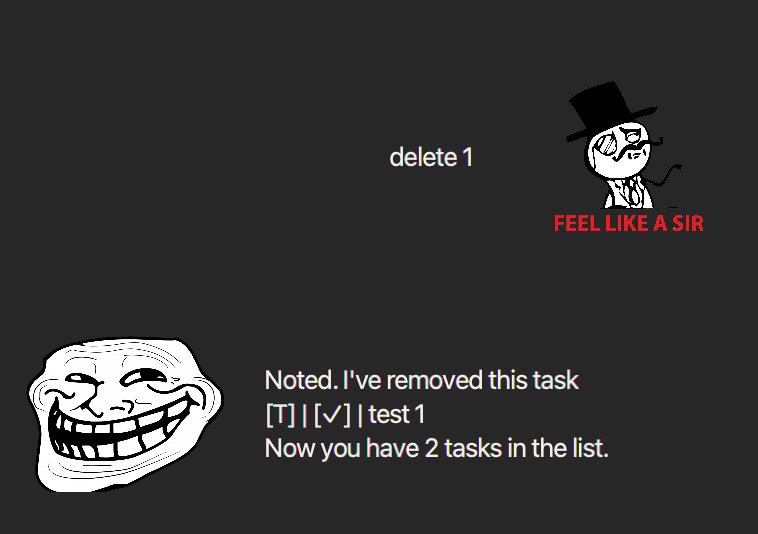 delete 1
FEEL LIKE A SIR
Noted. I've removed this task
[T] | [✓] | test 1
Now you have 2 tasks in the list.